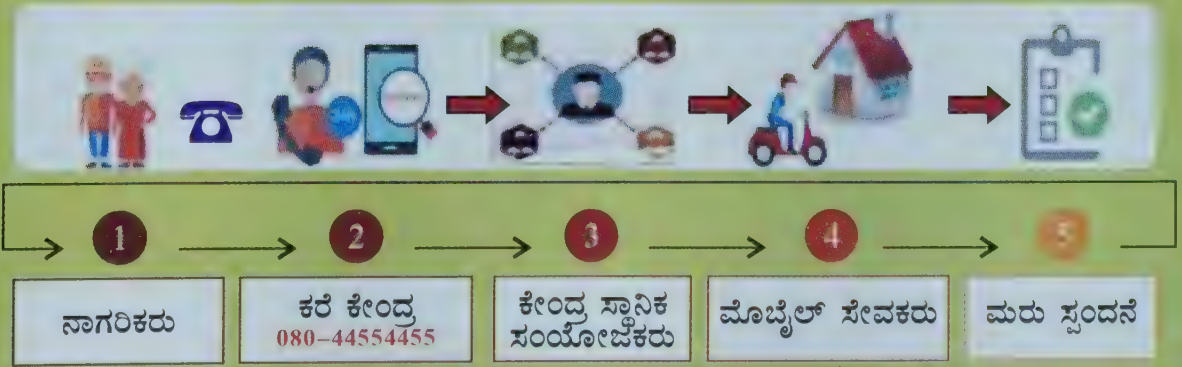 1
2
3
4
5
ನಾಗರಿಕರು
ಕರೆ ಕೇಂದ್ರ
080-44554455
ಕೇಂದ್ರ ಸ್ಥಾನಿಕ
ಸಂಯೋಜಕರು
ಮೊಬೈಲ್ ಸೇವಕರು
ಮರು ಸ್ಪಂದನೆ